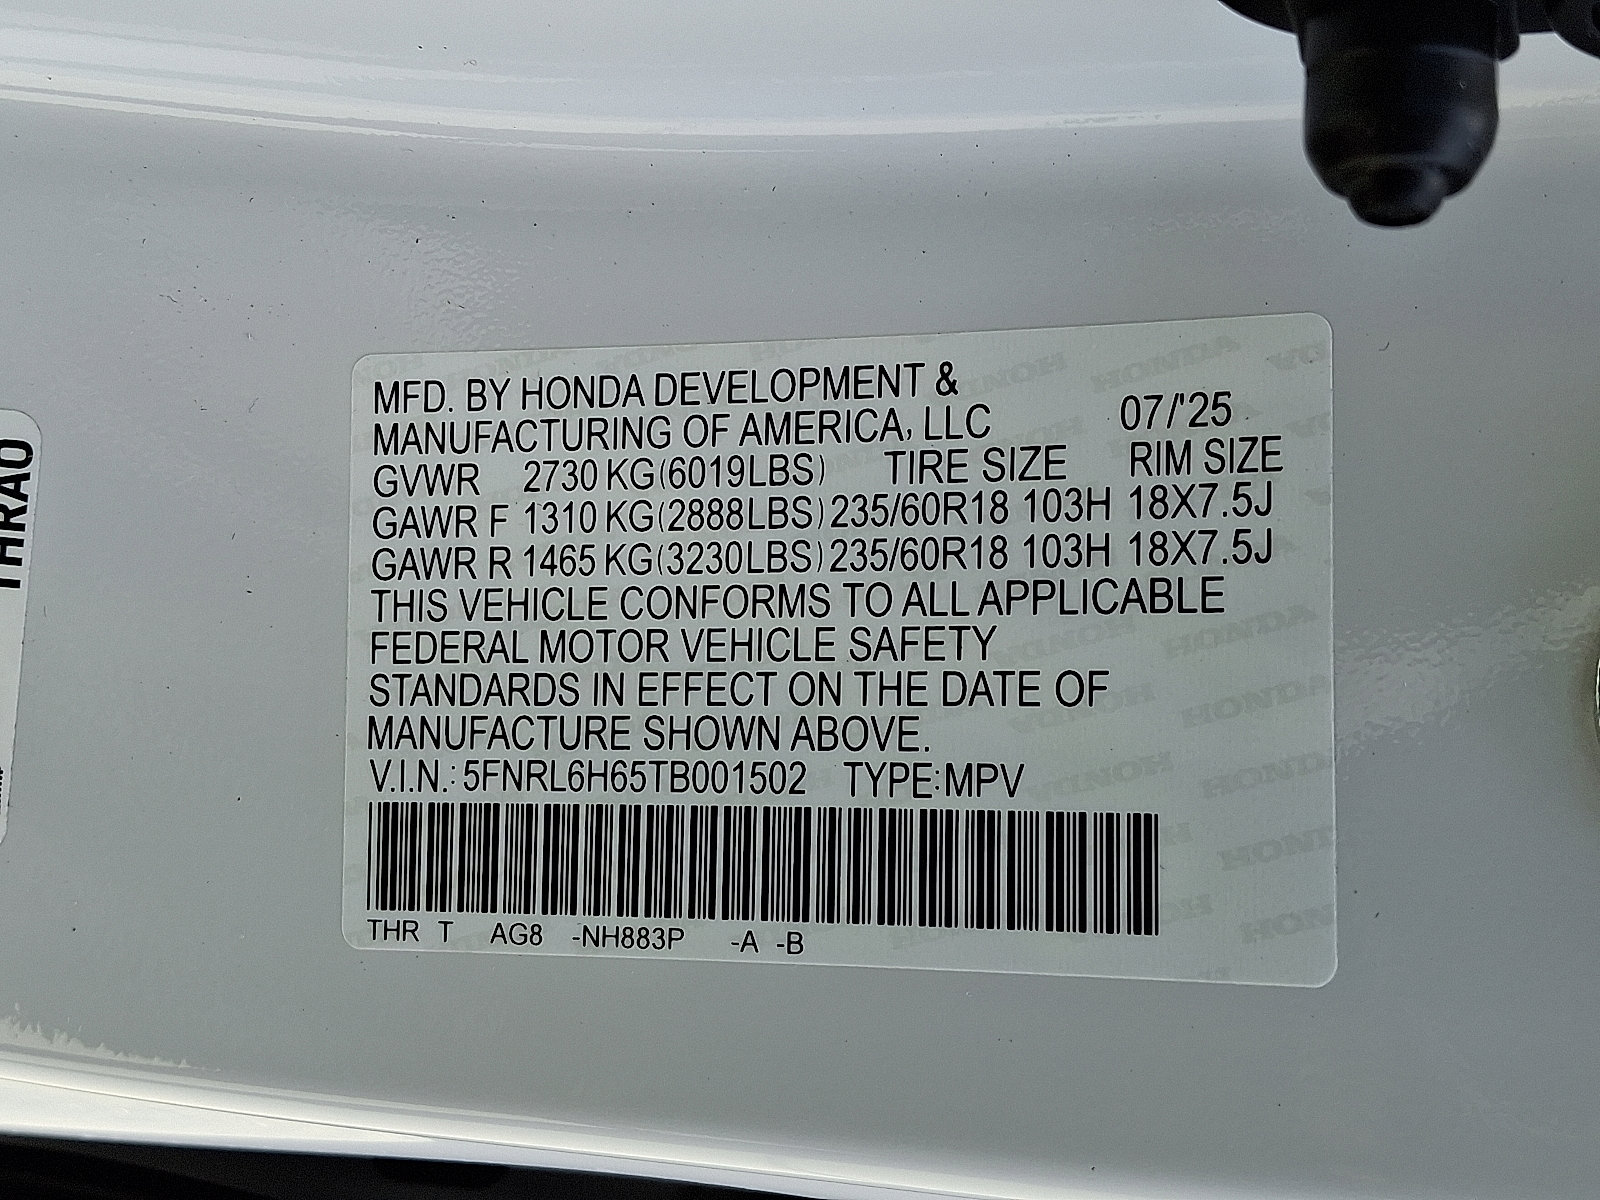 MFD. BY HONDA DEVELOPMENT &
MANUFACTURING OF AMERICA, LLC 07/'25
GVWR 2730 KG(6019LBS) TIRE SIZE RIM SIZE
GAWR F 1310 KG(2888LBS) 235/60R18 103H 18X7.5J
GAWR R 1465 KG(3230LBS) 235/60R18 103H 18X7.5J
THIS VEHICLE CONFORMS TO ALL APPLICABLE
FEDERAL MOTOR VEHICLE SAFETY
STANDARDS IN EFFECT ON THE DATE OF
MANUFACTURE SHOWN ABOVE.
V.I.N.: 5FNRL6H65TB001502 TYPE:MPV
THR T AG8 -NH883P -A -B
THRAO